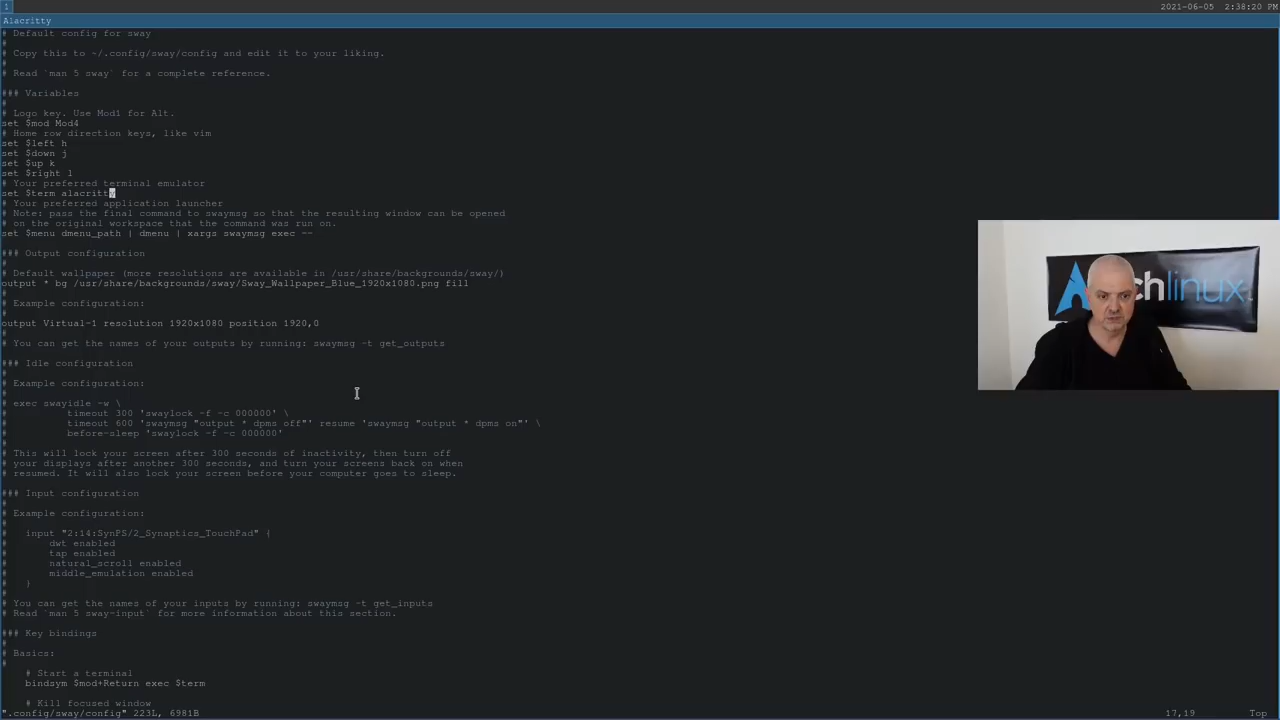 1
2021-06-05 2:38:20 PM
Alacritty
# Default config for sway
#
# Copy this to ~/.config/sway/config and edit it to your liking.
#
# Read `man 5 sway` for a complete reference.
### Variables
#
# Logo key. Use Mod1 for Alt.
set $mod Mod4
# Home row direction keys, like vim
set $left h
set $down j
set $up k
set $right l
# Your preferred terminal emulator
set $term alacritty
# Your preferred application launcher
# Note: pass the final command to swaymsg so that the resulting window can be opened
# on the original workspace that the command was run on.
set $menu dmenu_path | dmenu | xargs swaymsg exec --
### Output configuration
#
# Default wallpaper (more resolutions are available in /usr/share/backgrounds/sway/)
output * bg /usr/share/backgrounds/sway/Sway_Wallpaper_Blue_1920x1080.png fill
#
# Example configuration:
#
output Virtual-1 resolution 1920x1080 position 1920,0
#
# You can get the names of your outputs by running: swaymsg -t get_outputs
### Idle configuration
#
# Example configuration:
#
# exec swayidle -w \
#         timeout 300 'swaylock -f -c 000000' \
#         timeout 600 'swaymsg "output * dpms off"' resume 'swaymsg "output * dpms on"' \
#         before-sleep 'swaylock -f -c 000000'
#
# This will lock your screen after 300 seconds of inactivity, then turn off
# your displays after another 300 seconds, and turn your screens back on when
# resumed. It will also lock your screen before your computer goes to sleep.
### Input configuration
#
# Example configuration:
#
#   input "2:14:SynPS/2_Synaptics_TouchPad" {
#       dwt enabled
#       tap enabled
#       natural_scroll enabled
#       middle_emulation enabled
#   }
#
# You can get the names of your inputs by running: swaymsg -t get_inputs
# Read `man 5 sway-input` for more information about this section.
### Key bindings
#
# Basics:
#
# Start a terminal
bindsym $mod+Return exec $term
# Kill focused window
".config/sway/config" 223L, 6981B
17,19
Top
chlinux